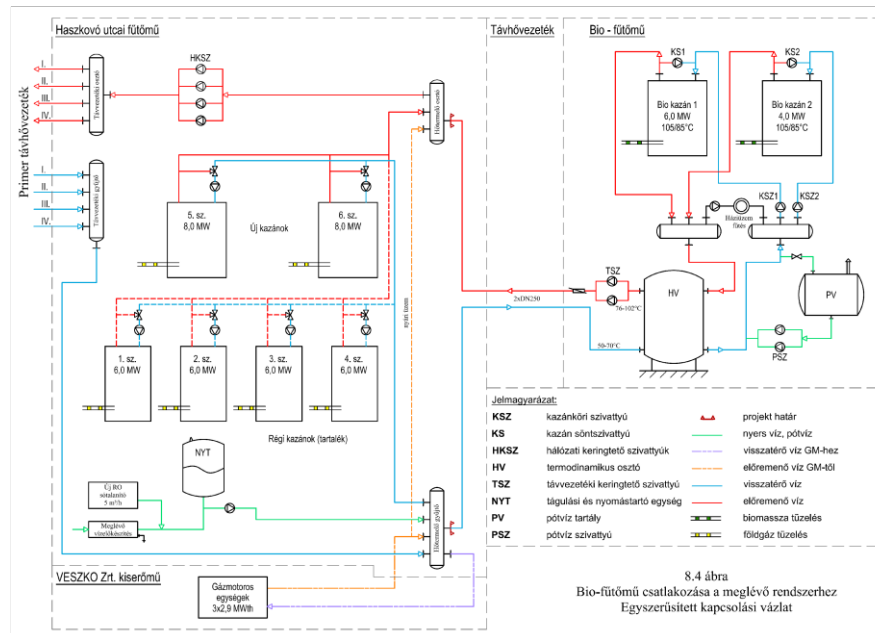 Haszkovó utcai fűtőmű
Távhővezeték
Bio - fűtőmű
Primer távhővezeték
I.
II.
III.
IV.
Távvezetéki osztó
HKSZ
Hőtermelő osztó
I.
II.
III.
IV.
Távvezetéki gyűjtő
5. sz.
8,0 MW
Új kazánok
6. sz.
8,0 MW
nyári üzem
1. sz.
6,0 MW
2. sz.
6,0 MW
3. sz.
6,0 MW
4. sz.
6,0 MW
Régi kazánok (tartalék)
NYT
Új RO
sótalanító
5 m³/h
Meglévő
vízelőkészítés
Hőtermelő gyűjtő
VESZKO Zrt. kiserőmű
Gázmotoros
egységek
3x2,9 MWth
KS1
KS2
Bio kazán 1
6,0 MW
105/85°C
Bio kazán 2
4,0 MW
105/85°C
KSZ1
KSZ2
Háziüzem
fűtés
TSZ
2xDN250
76-102°C
50-70°C
HV
PV
PSZ
Jelmagyarázat:
KSZ kazánköri szivattyú
KS kazán söntszivattyú
HKSZ hálózati keringtető szivattyúk
HV termodinamikus osztó
TSZ távvezetéki keringtető szivattyú
NYT tágulási és nyomástartó egység
PV pótvíz tartály
PSZ pótvíz szivattyú
projekt határ
nyers víz, pótvíz
visszatérő víz GM-hez
előremenő víz GM-től
visszatérő víz
előremenő víz
biomassza tüzelés
földgáz tüzelés
8.4 ábra
Bio-fűtőmű csatlakozása a meglévő rendszerhez
Egyszerűsített kapcsolási vázlat